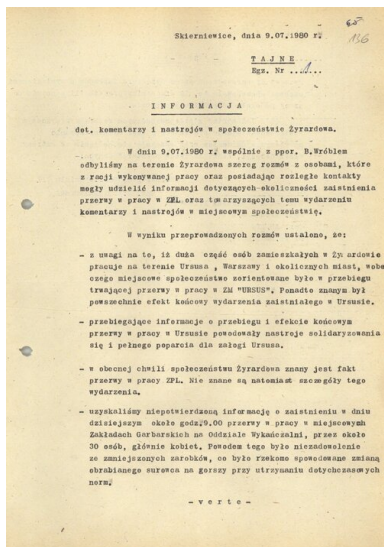 65
136
Skierniewice, dnia 9.07.1980 r.
T A J N E
Egz. Nr ...1...
I N F O R M A C J A
dot. komentarzy i nastrojów w społeczeństwie Żyrardowa.
W dniu 9.07.1980 r. wspólnie z ppor. B.Wróblem
odbyliśmy na terenie Żyrardowa szereg rozmów z osobami, które
z racji wykonywanej pracy oraz posiadając rozległe kontakty
mogły udzielić informacji dotyczących okoliczności zaistnienia
przerwy w pracy w ZPL oraz towarzyszących temu wydarzeniu
komentarzy i nastrojów w miejscowym społeczeństwie.
W wyniku przeprowadzonych rozmów ustalono, że:
- z uwagi na to, iż duża część osób zamieszkałych w Żyrardowie
pracuje na terenie Ursusa , Warszawy i okolicznych miast, wobe
czego miejscowe społeczeństwo zorientowane było w przebiegu
trwającej przerwy w pracy w ZM "URSUS". Ponadto znanym był
powszechnie efekt końcowy wydarzenia zaistniałego w Ursusie.
- przebiegające informacje o przebiegu i efekcie końcowym
przerwy w pracy w Ursusie powodowały nastroje solidaryzowania
się i pełnego poparcia dla załogi Ursusa.
- w obecnej chwili społeczeństwu Żyrardowa znany jest fakt
przerwy w pracy ZPL. Nie znane są natomiast szczegóły tego
wydarzenia.
- uzyskaliśmy niepotwierdzoną informację o zaistnieniu w dniu
dzisiejszym około godz.9.00 przerwy w pracy w miejscowych
Zakładach Garbarskich na Oddziale Wykańczalni, przez około
30 osób, głównie kobiet. Powodem tego było niezadowolenie
ze zmniejszonych zarobków, co było rzekomo spowodowane zmianą
obrabianego surowca na gorszy przy utrzymaniu dotychczasowych
norm.
- v e r t e -